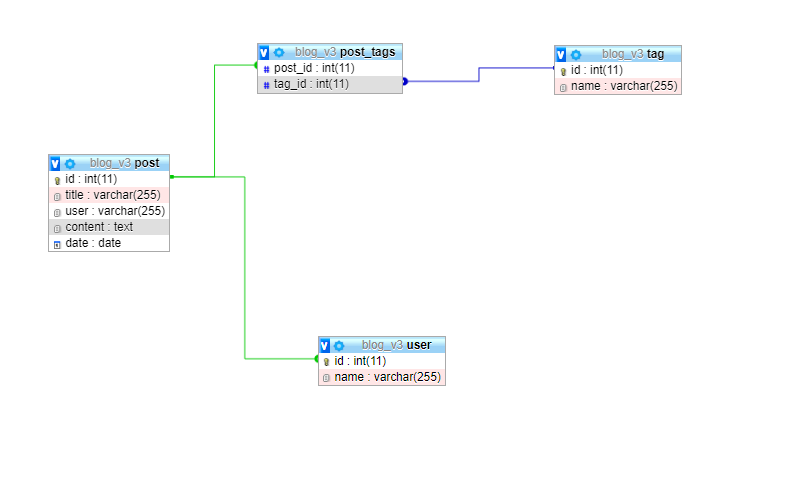 blog_v3 post_tags
post_id : int(11)
tag_id : int(11)
blog_v3 tag
id : int(11)
name : varchar(255)
blog_v3 post
id : int(11)
title : varchar(255)
user : varchar(255)
content : text
date : date
blog_v3 user
id : int(11)
name : varchar(255)